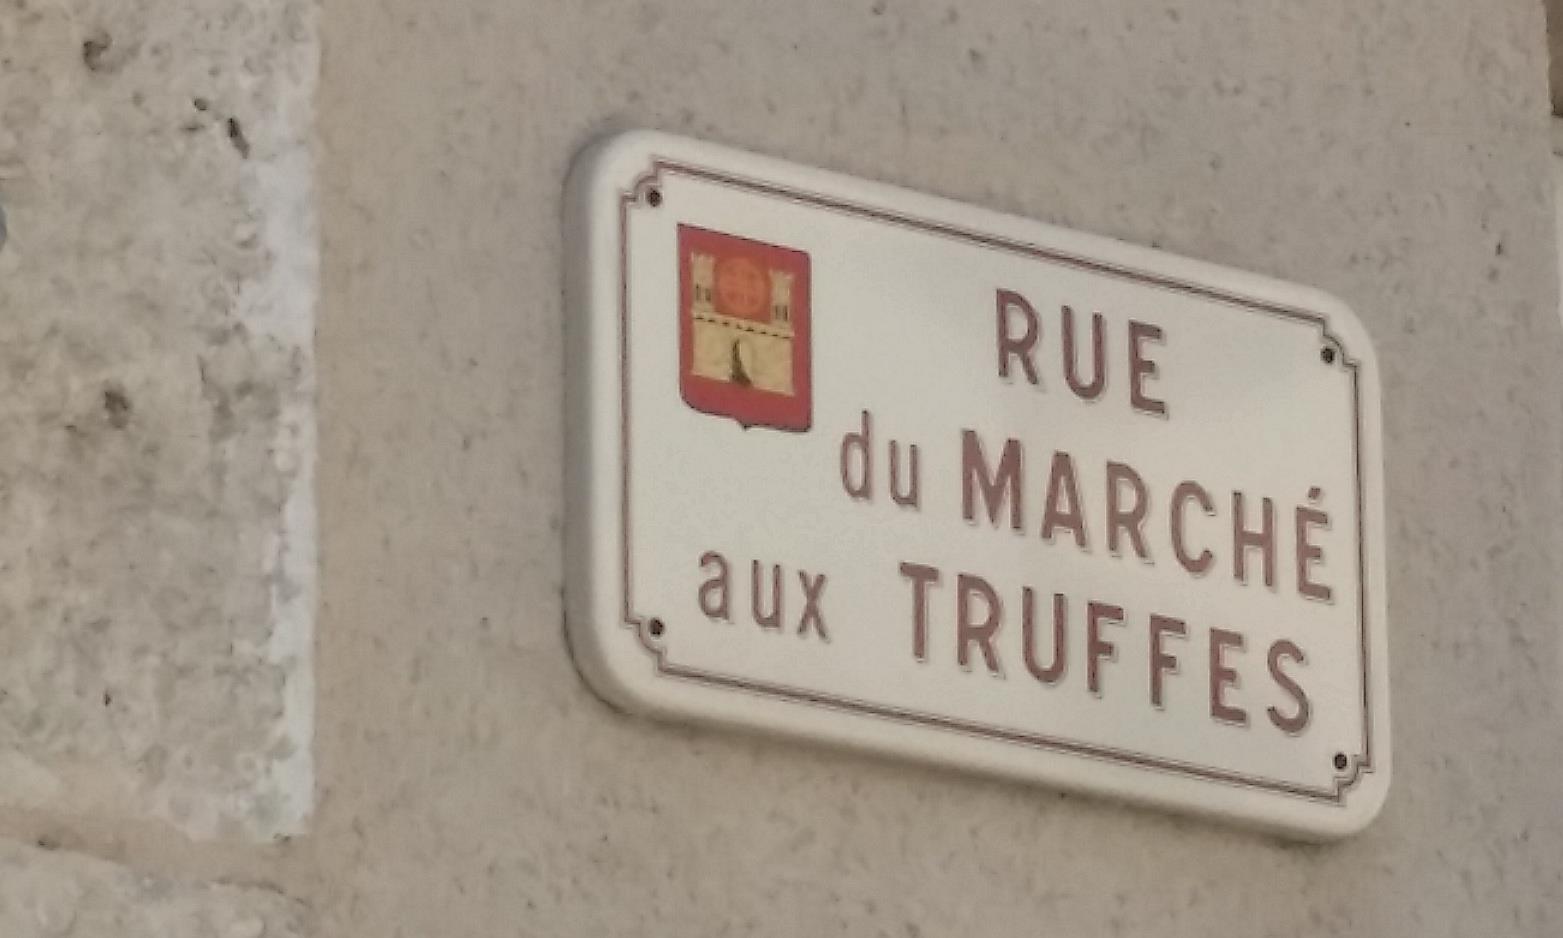 RUE
du MARCHÉ
aux TRUFFES